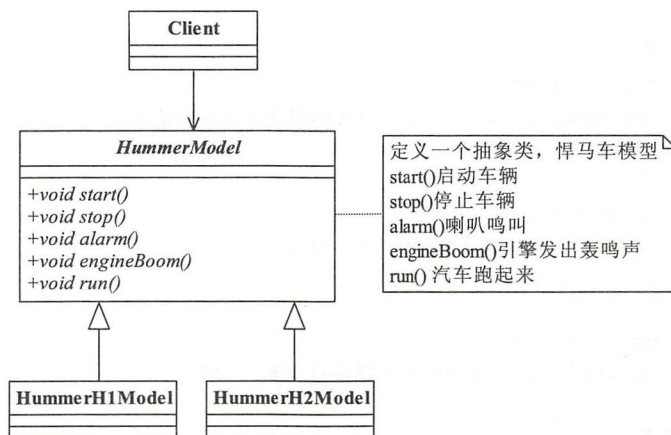 Client
HummerModel
+void start()
+void stop()
+void alarm()
+void engineBoom()
+void run()
定义一个抽象类，悍马车模型
start()启动车辆
stop()停止车辆
alarm()喇叭鸣叫
engineBoom()引擎发出轰鸣声
run() 汽车跑起来
HummerH1Model
HummerH2Model